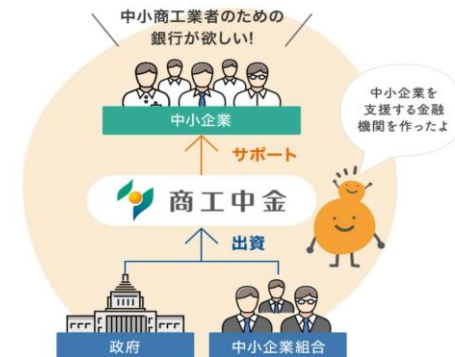 中小商工業者のための
銀行が欲しい!
中小企業を
支援する金融
機関を作ったよ
中小企業
サポート
商工中金
出資
政府
中小企業組合